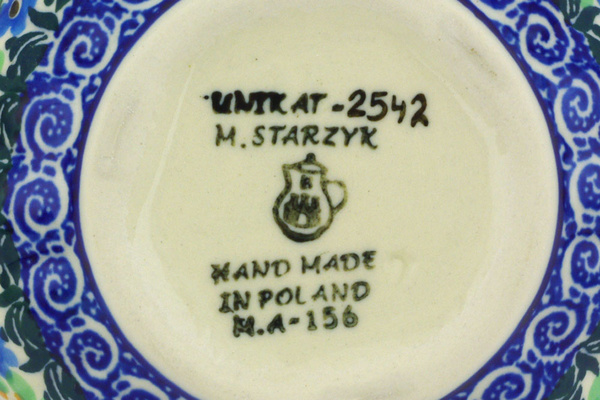 UNIKAT-2542
M. STARZYK
HAND MADE
IN POLAND
M.A-156